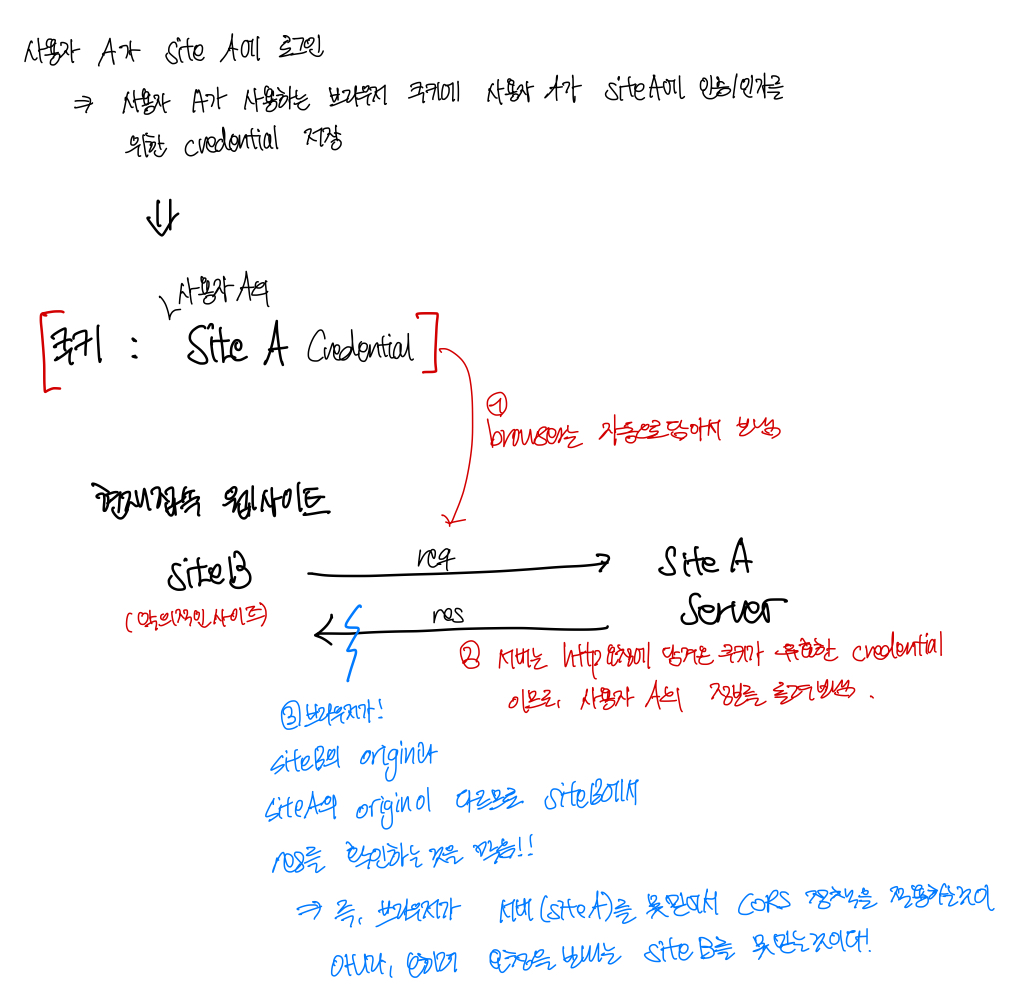 사용자 A가 site A에 로그인
⇒ 사용자 A가 사용하는 브라우저 쿠키에 사용자 A가 siteA에 인증/인가를
위한 credential 저장
⇓
사용자 A의
[쿠키 : Site A Credential]
①
browser는 자동으로 담아서 보냄
현재접속 웹사이트
site B
req
Site A
(악의적인 사이트)
res
Server
② 서버는 http 요청에 담겨온 쿠키가 유효한 credential
이므로, 사용자 A의 정보를 돌려보냄.
③ 브라우저가!
siteB의 origin과
siteA의 origin이 다르므로 siteB에서
res를 확인하는 것을 막음!!
⇒ 즉, 브라우저가 서버(siteA)를 못믿어서 CORS 정책을 적용하는것이
아니라, 오히려 요청을 보내는 site B를 못믿는것이다!